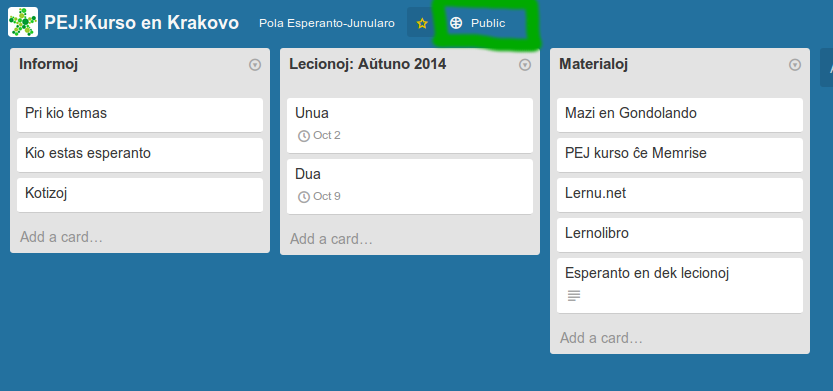 PEJ:Kurso en Krakovo
Pola Esperanto-Junularo
Public
Informoj
Pri kio temas
Kio estas esperanto
Kotizoj
Add a card…
Lecionoj: Aŭtuno 2014
Unua
Oct 2
Dua
Oct 9
Add a card…
Materialoj
Mazi en Gondolando
PEJ kurso ĉe Memrise
Lernu.net
Lernolibro
Esperanto en dek lecionoj
Add a card…